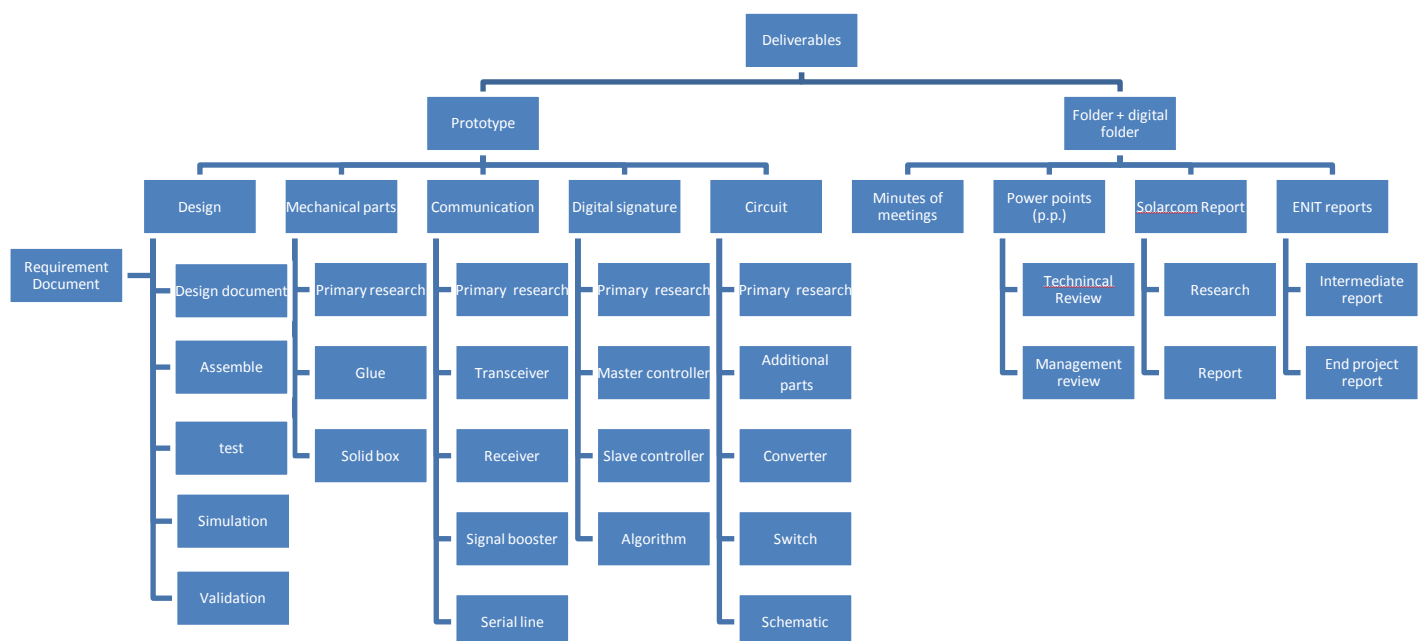 Deliverables
Prototype
Folder + digital
folder
Design
Mechanical parts
Communication
Digital signature
Circuit
Minutes of
meetings
Power points
(p.p.)
Solarcom Report
ENIT reports
Requirement
Document
Design document
Assemble
test
Simulation
Validation
Primary research
Glue
Solid box
Primary research
Transceiver
Receiver
Signal booster
Serial line
Primary research
Master controller
Slave controller
Algorithm
Primary research
Additional
parts
Converter
Switch
Schematic
Technincal
Review
Management
review
Research
Report
Intermediate
report
End project
report